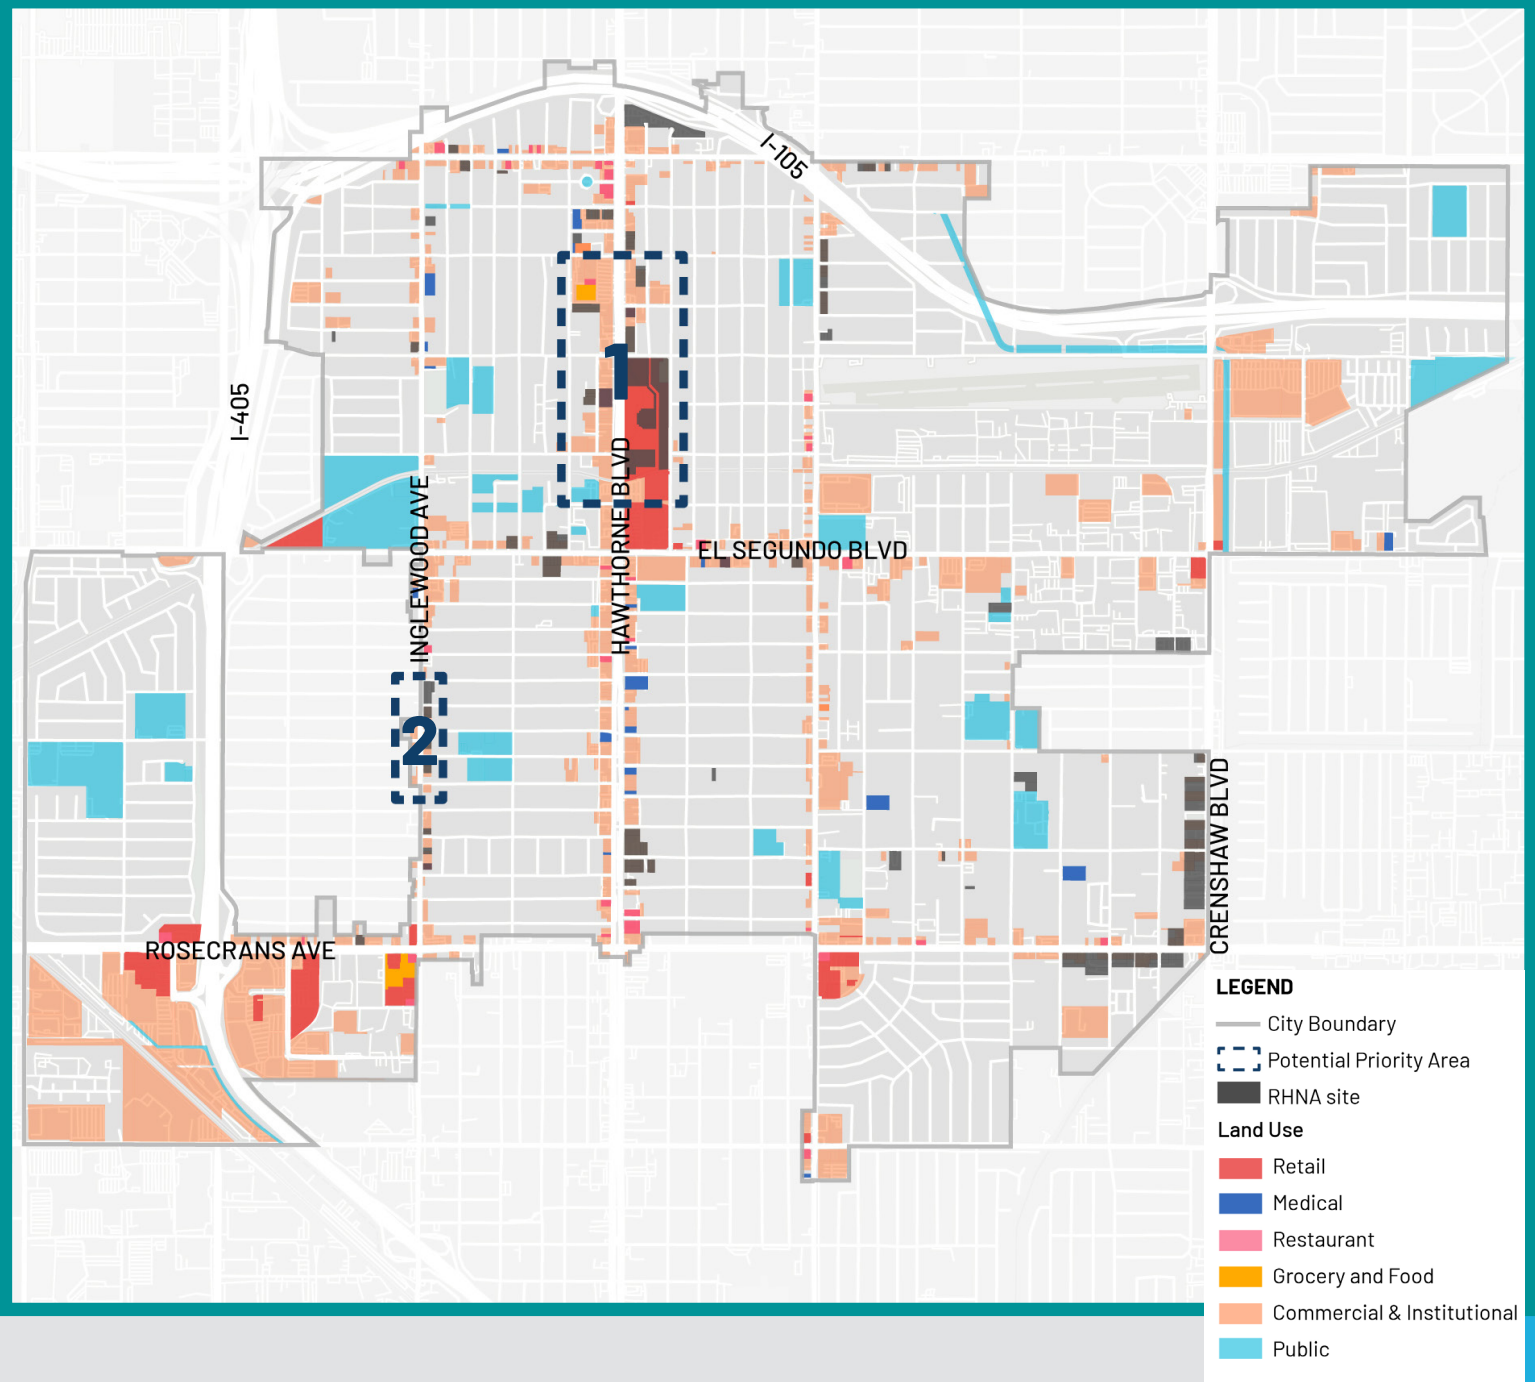 I-105
I-405
1
INGLEWOOD AVE
HAWTHORNE BLVD
EL SEGUNDO BLVD
2
CRENSHAW BLVD
ROSECRANS AVE
LEGEND
City Boundary
Potential Priority Area
RHNA site
Land Use
Retail
Medical
Restaurant
Grocery and Food
Commercial & Institutional
Public